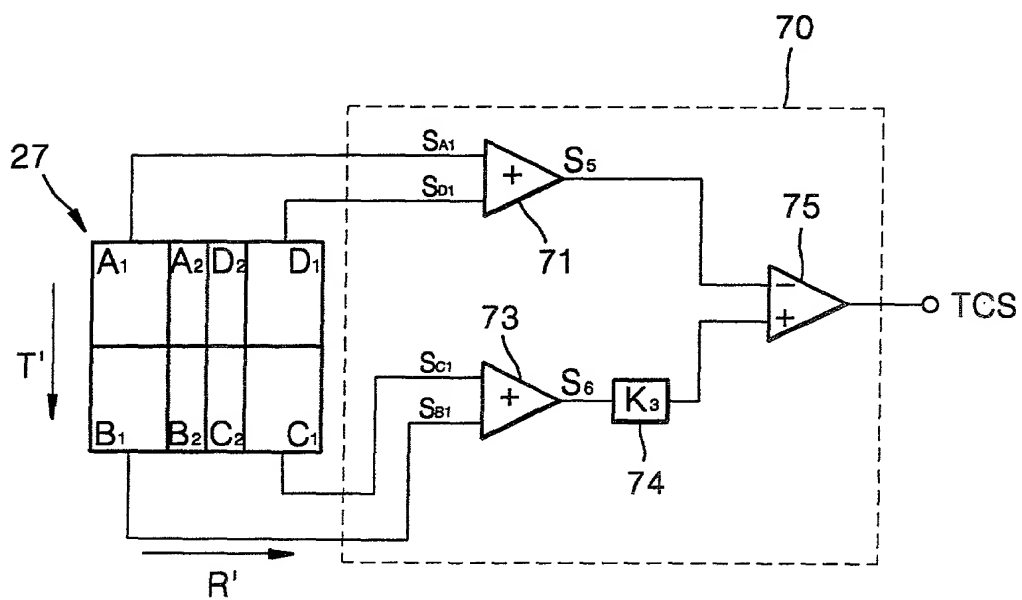 70
27
SA1
SD1
+
S5
71
75
A1 A2 D2 D1
T'
73
SC1
SB1
+
S6
K3
74
−
+
TCS
B1 B2 C2 C1
R'